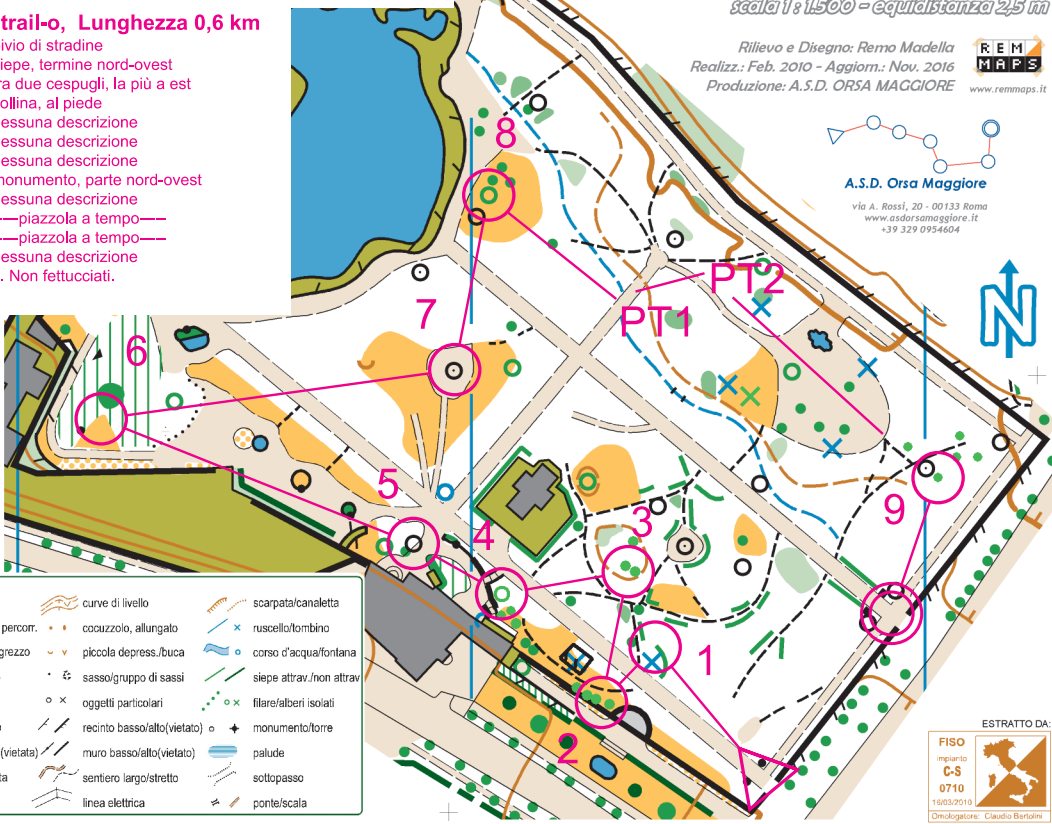 trail-o, Lunghezza 0,6 km
ivio di stradine
iepe, termine nord-ovest
ra due cespugli, la più a est
ollina, al piede
essuna descrizione
essuna descrizione
essuna descrizione
monumento, parte nord-ovest
essuna descrizione
-—piazzola a tempo-—
-—piazzola a tempo-—
essuna descrizione
. Non fettucciati.
scala 1 : 1.500 - equidistanza 2,5 m
Rilievo e Disegno: Remo Madella
Realizz.: Feb. 2010 - Aggiorn.: Nov. 2016
Produzione: A.S.D. ORSA MAGGIORE
REM
MAPS
www.remmaps.it
A.S.D. Orsa Maggiore
via A. Rossi, 20 - 00133 Roma
www.asdorsamaggiore.it
+39 329 0954604
N
8
PT2
7
PT1
6
5
9
3
4
1
2
curve di livello
scarpata/canaletta
percorr.
cocuzzolo, allungato
ruscello/tombino
grezzo
piccola depress./buca
corso d'acqua/fontana
sasso/gruppo di sassi
siepe attrav./non attrav
oggetti particolari
filare/alberi isolati
recinto basso/alto(vietato)
monumento/torre
(vietata)
muro basso/alto(vietato)
palude
ta
sentiero largo/stretto
sottopasso
linea elettrica
ponte/scala
ESTRATTO DA:
FISO
impianto
C-S
0710
16/03/2010
Omologatore: Claudio Bartolini